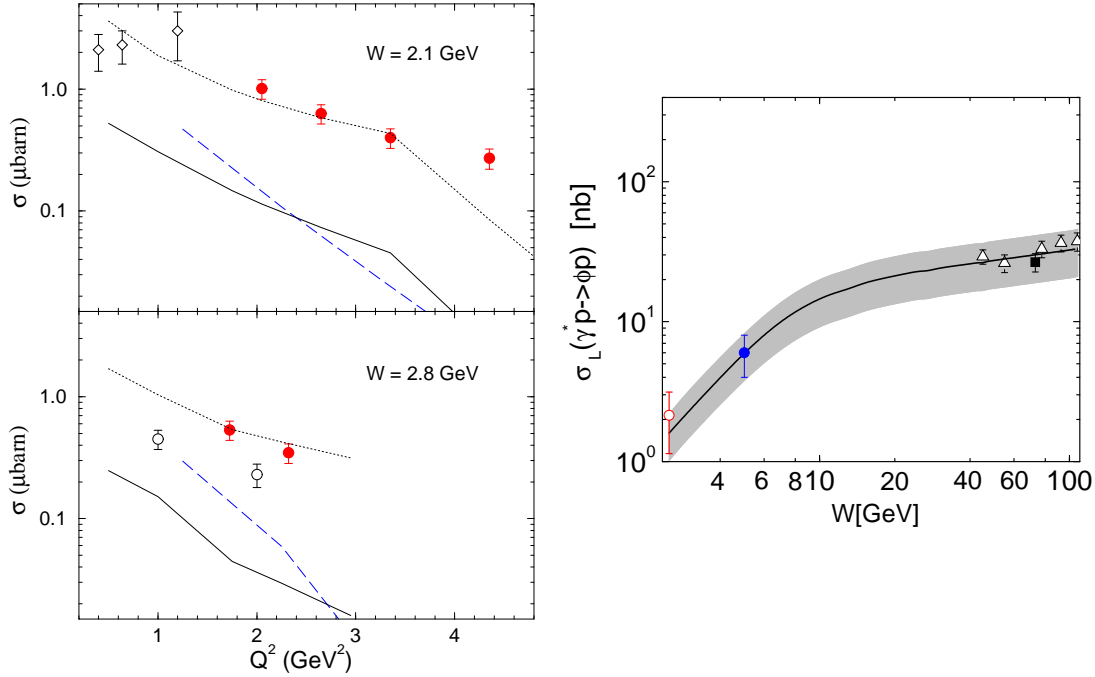 W = 2.1 GeV
1.0
0.1
σ (μbarn)
W = 2.8 GeV
1.0
0.1
σ (μbarn)
1 2 3 4
Q² (GeV²)
10²
10¹
10⁰
σ_L(γ* p->ϕp) [nb]
4 6 8 10 20 40 60 100
W[GeV]